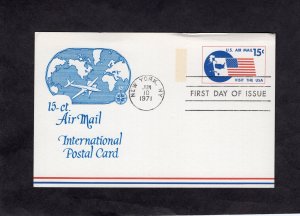 U.S. AIR MAIL 15¢
VISIT THE USA
NEW YORK, NY
JUN
10
1971
FIRST DAY OF ISSUE
15-ct.
Air Mail
International
Postal Card